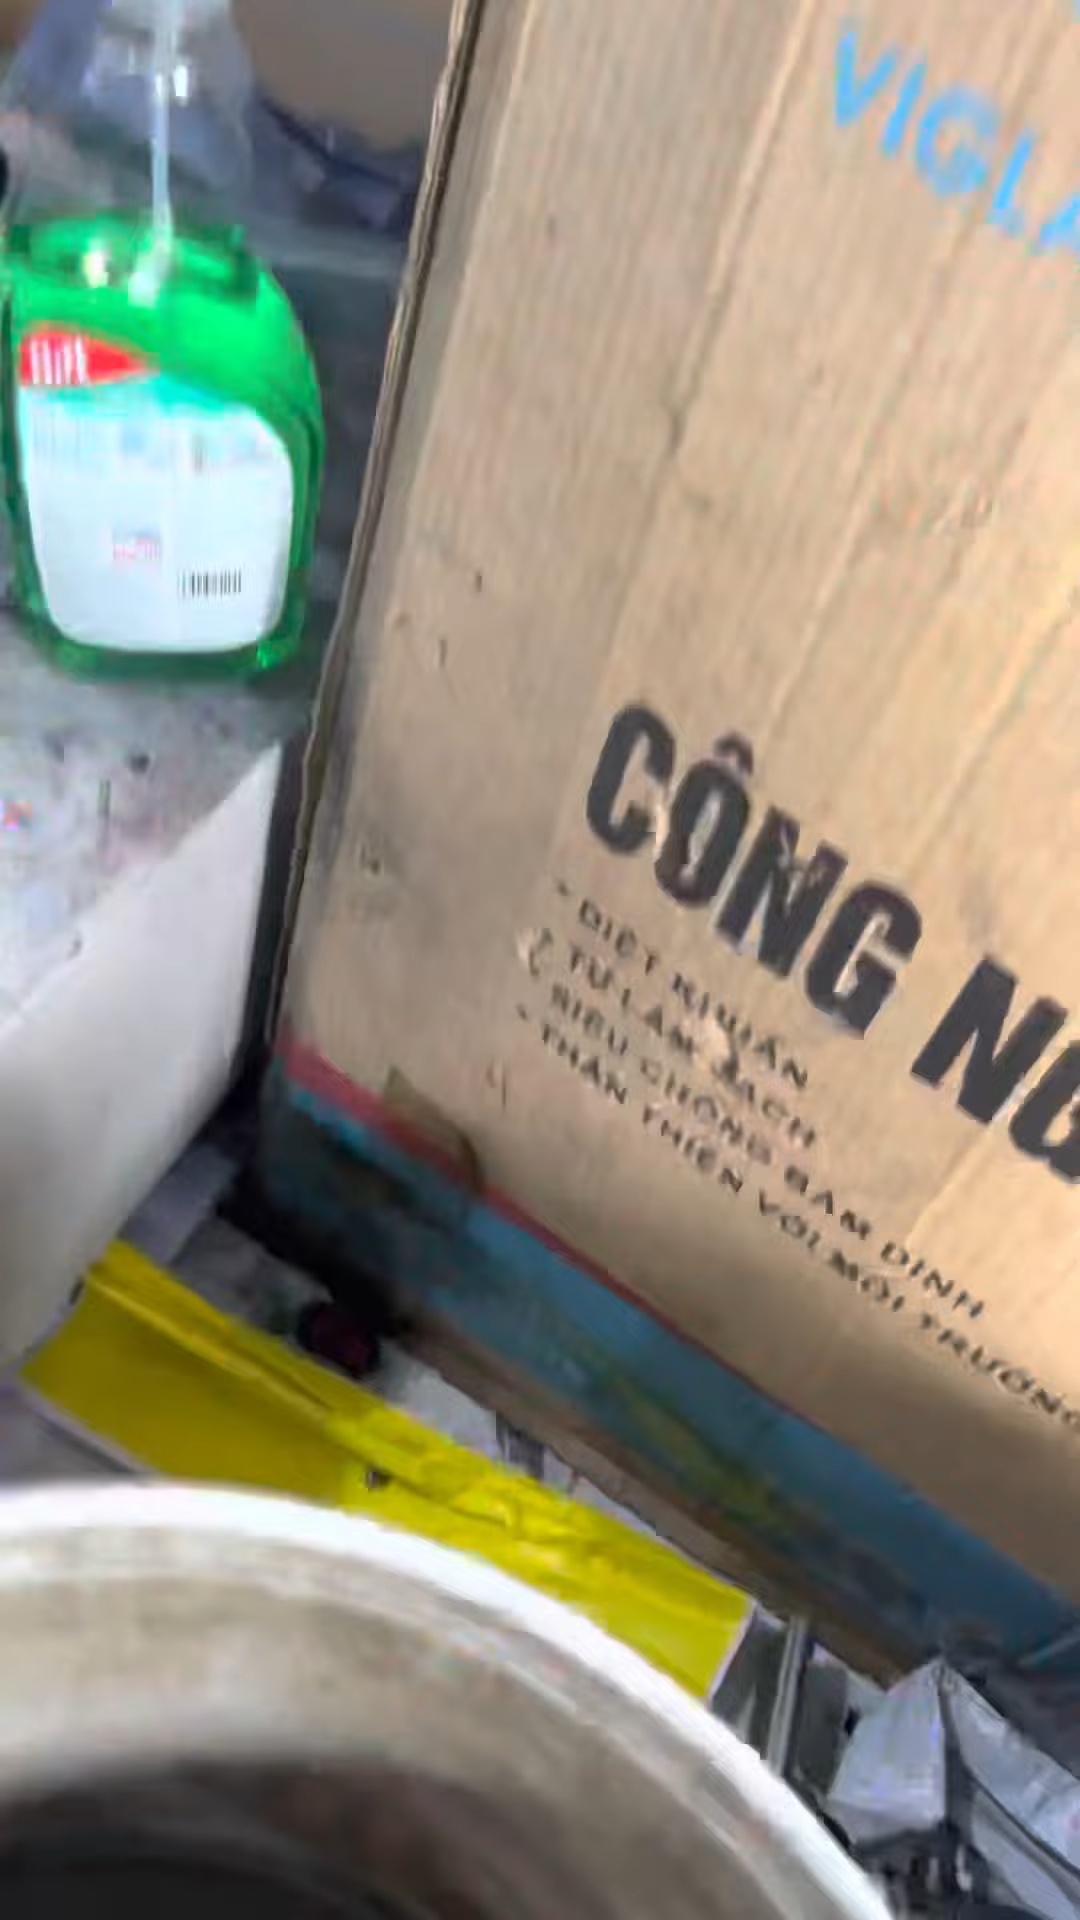 VIGLA
CÔNG NG
- DIỆT KHUẨN
- TỰ LÀM SẠCH
- SIÊU CHỐNG BÁM DÍNH
- THÂN THIỆN VỚI MÔI TRƯỜNG